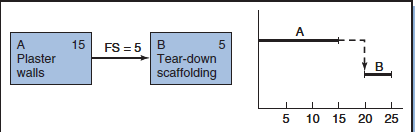 A 15
Plaster
walls
FS = 5
B 5
Tear-down
scaffolding
A
B
5 10 15 20 25